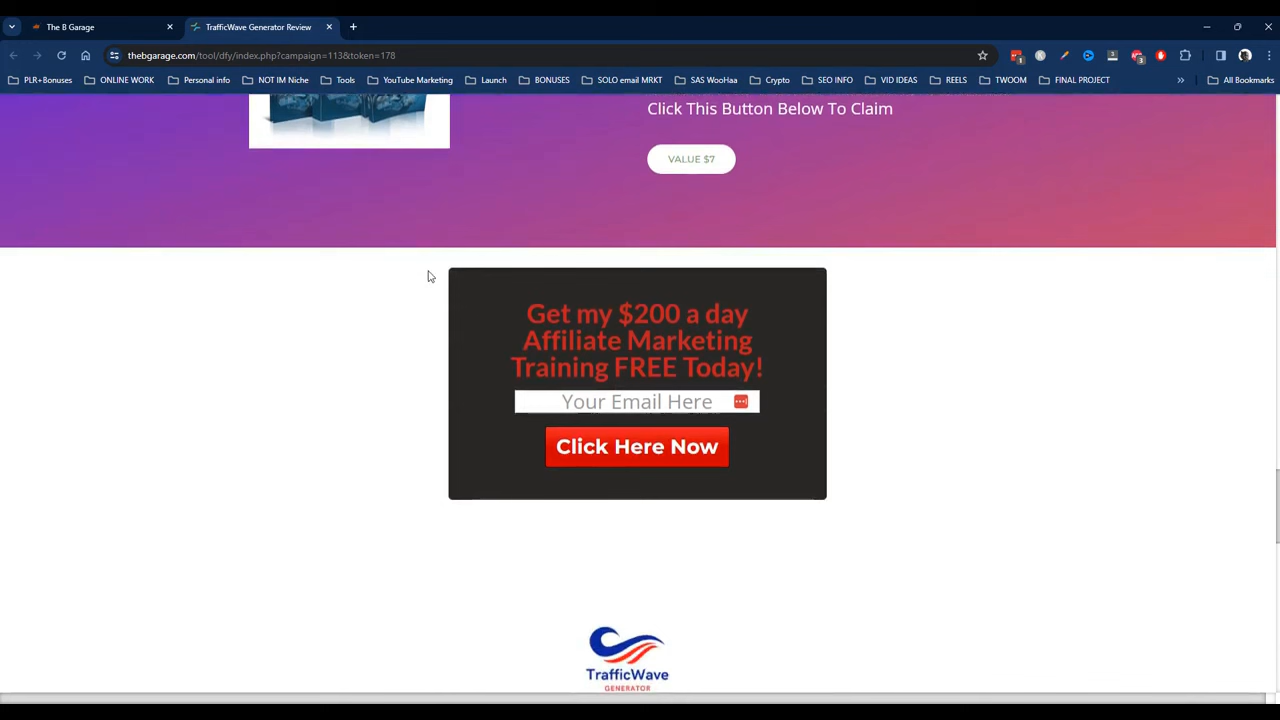 The B Garage
TrafficWave Generator Review
thebgarage.com/tool/dfy/index.php?campaign=113&token=178
PLR+Bonuses
ONLINE WORK
Personal info
NOT IM Niche
Tools
YouTube Marketing
Launch
BONUSES
SOLO email MRKT
SAS WooHaa
Crypto
SEO INFO
VID IDEAS
REELS
TWOOM
FINAL PROJECT
»
All Bookmarks
Click This Button Below To Claim
VALUE $7
Get my $200 a day
Affiliate Marketing
Training FREE Today!
Your Email Here
Click Here Now
TrafficWave
GENERATOR